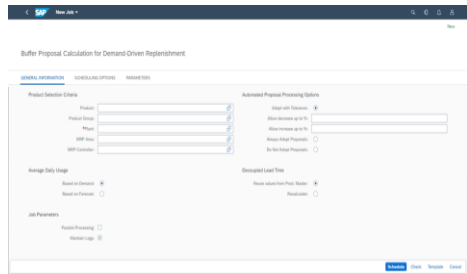 SAP New Job
New
Buffer Proposal Calculation for Demand-Driven Replenishment
GENERAL INFORMATION SCHEDULING OPTIONS PARAMETERS
Product Selection Criteria
Product:
Product Group:
*Plant:
MRP Area:
MRP Controller:
Automated Proposal Processing Options
Adopt with Tolerance:
Allow decrease up to %:
Allow increase up to %:
Always Adopt Proposals:
Do Not Adopt Proposals:
Average Daily Usage
Based on Demand:
Based on Forecast:
Decoupled Lead Time
Reuse values from Prod. Master:
Recalculate:
Job Parameters
Parallel Processing:
Maintain Logs:
Schedule Check Template Cancel